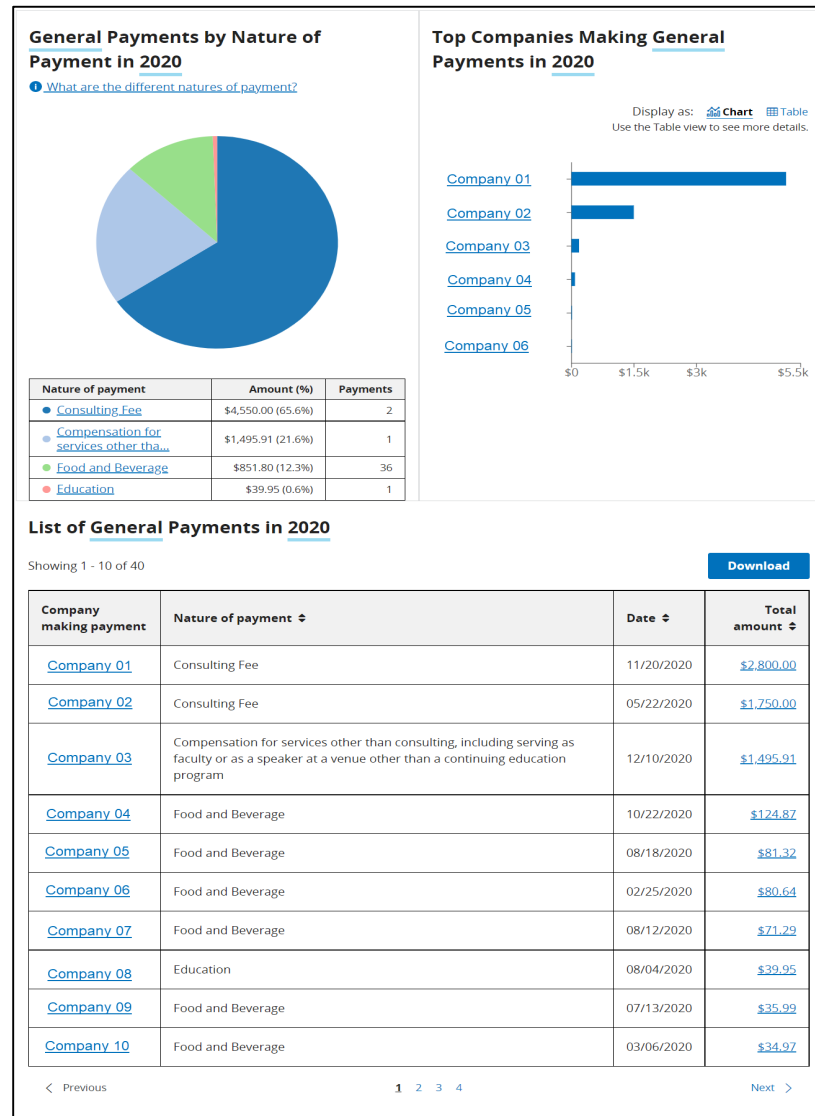 General Payments by Nature of
Payment in 2020
What are the different natures of payment?
Nature of payment Amount (%) Payments
Consulting Fee $4,550.00 (65.6%) 2
Compensation for
services other tha... $1,495.91 (21.6%) 1
Food and Beverage $851.80 (12.3%) 36
Education $39.95 (0.6%) 1
Top Companies Making General
Payments in 2020
Display as: Chart Table
Use the Table view to see more details.
Company 01
Company 02
Company 03
Company 04
Company 05
Company 06
$0 $1.5k $3k $5.5k
List of General Payments in 2020
Showing 1 - 10 of 40
Download
Company
making payment Nature of payment Date Total
amount
Company 01 Consulting Fee 11/20/2020 $2,800.00
Company 02 Consulting Fee 05/22/2020 $1,750.00
Company 03 Compensation for services other than consulting, including serving as
faculty or as a speaker at a venue other than a continuing education
program 12/10/2020 $1,495.91
Company 04 Food and Beverage 10/22/2020 $124.87
Company 05 Food and Beverage 08/18/2020 $81.32
Company 06 Food and Beverage 02/25/2020 $80.64
Company 07 Food and Beverage 08/12/2020 $71.29
Company 08 Education 08/04/2020 $39.95
Company 09 Food and Beverage 07/13/2020 $35.99
Company 10 Food and Beverage 03/06/2020 $34.97
Previous 1 2 3 4 Next